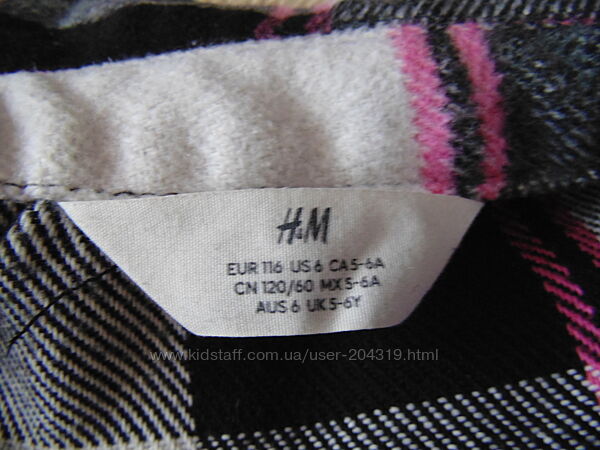 H&M
EUR 116 US 6 CA 5-6A
CN 120/60 MX 5-6A
AUS 6 UK 5-6Y
www.kidstaff.com.ua/user-204319.html